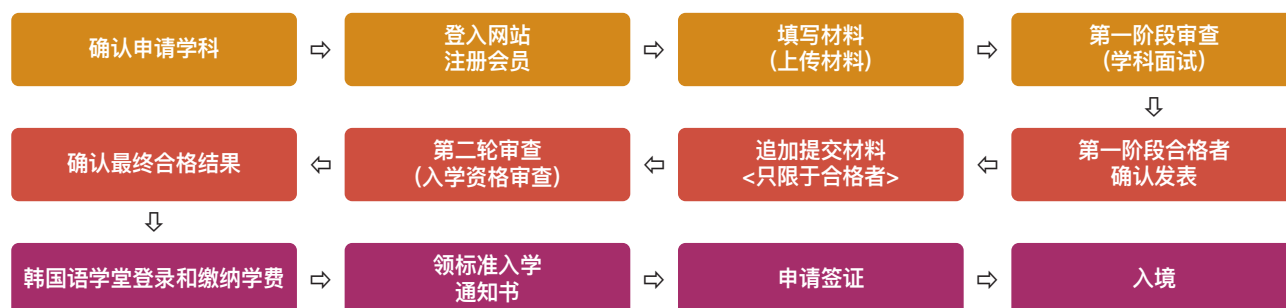 确认申请学科
登入网站
注册会员
填写材料
(上传材料)
第一阶段审查
(学科面试)
第一阶段合格者
确认发表
追加提交材料
<只限于合格者>
第二轮审查
(入学资格审查)
确认最终合格结果
韩国语学堂登录和缴纳学费
领标准入学
通知书
申请签证
入境